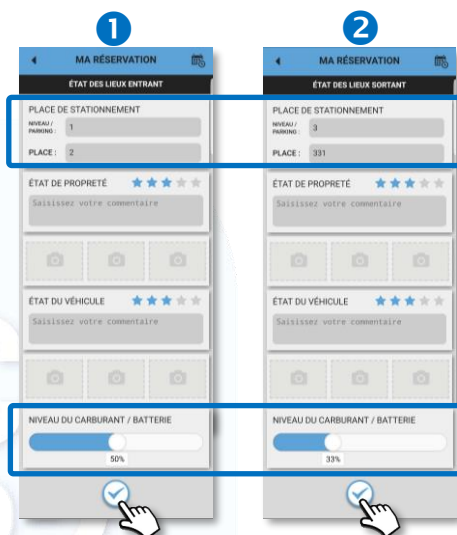 1
MA RÉSERVATION
ÉTAT DES LIEUX ENTRANT
PLACE DE STATIONNEMENT
NIVEAU / PARKING : 1
PLACE : 2
ÉTAT DE PROPRETÉ
Saisissez votre commentaire
ÉTAT DU VÉHICULE
Saisissez votre commentaire
NIVEAU DU CARBURANT / BATTERIE
50%
2
MA RÉSERVATION
ÉTAT DES LIEUX SORTANT
PLACE DE STATIONNEMENT
NIVEAU / PARKING : 3
PLACE : 331
ÉTAT DE PROPRETÉ
Saisissez votre commentaire
ÉTAT DU VÉHICULE
Saisissez votre commentaire
NIVEAU DU CARBURANT / BATTERIE
33%